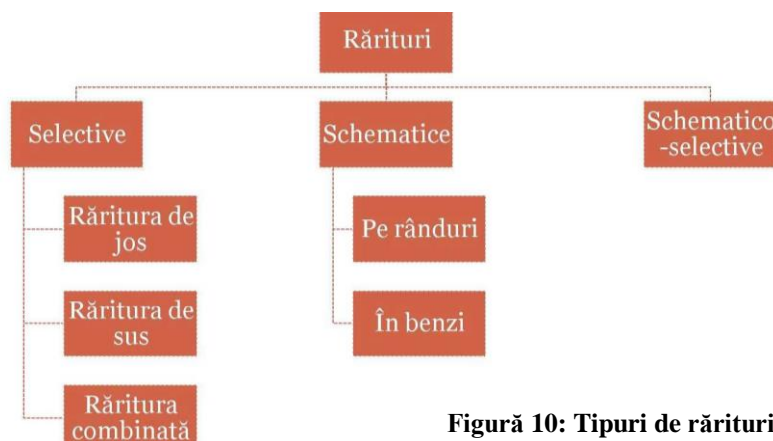 Rărituri
Selective
Schematice
Schematico
-selective
Răritura de
jos
Pe rânduri
Răritura de
sus
În benzi
Răritura
combinată
Figură 10: Tipuri de rărituri